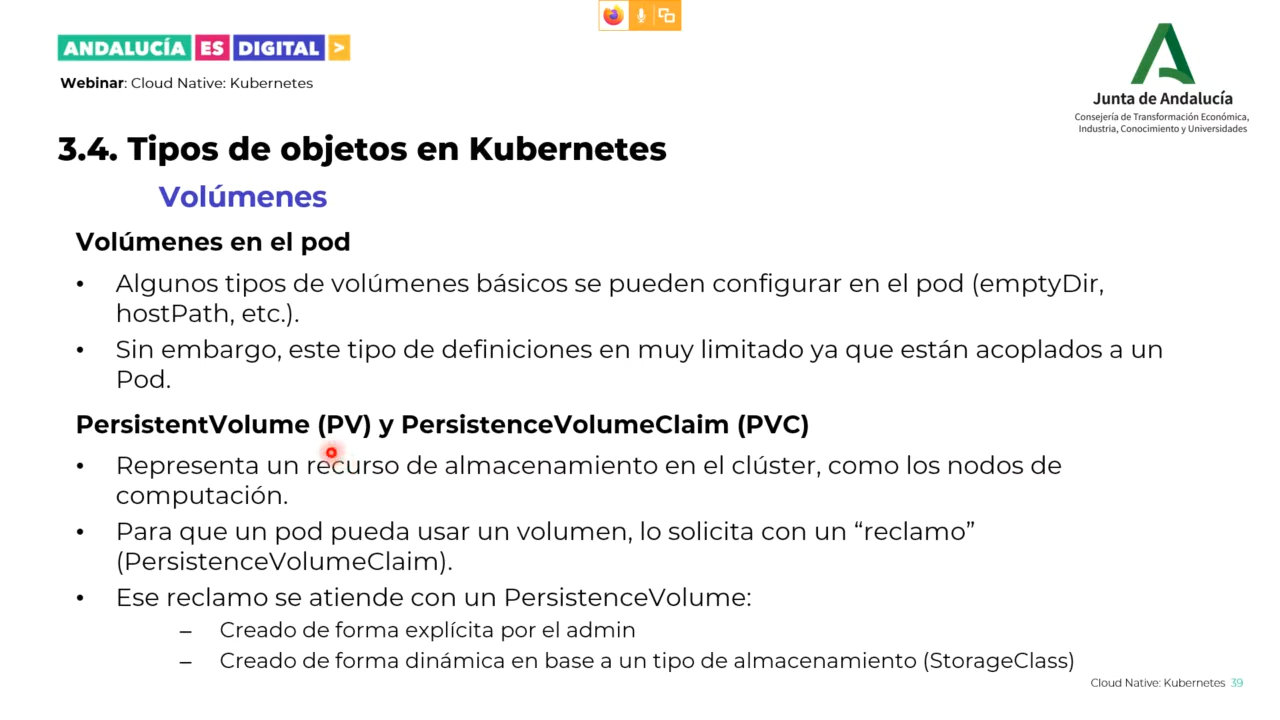 ANDALUCÍA ES DIGITAL >
Webinar: Cloud Native: Kubernetes
Junta de Andalucía
Consejería de Transformación Económica,
Industria, Conocimiento y Universidades
3.4. Tipos de objetos en Kubernetes
Volúmenes
Volúmenes en el pod
• Algunos tipos de volúmenes básicos se pueden configurar en el pod (emptyDir,
hostPath, etc.).
• Sin embargo, este tipo de definiciones en muy limitado ya que están acoplados a un
Pod.
PersistentVolume (PV) y PersistenceVolumeClaim (PVC)
• Representa un recurso de almacenamiento en el clúster, como los nodos de
computación.
• Para que un pod pueda usar un volumen, lo solicita con un “reclamo”
(PersistenceVolumeClaim).
• Ese reclamo se atiende con un PersistenceVolume:
– Creado de forma explícita por el admin
– Creado de forma dinámica en base a un tipo de almacenamiento (StorageClass)
Cloud Native: Kubernetes 39